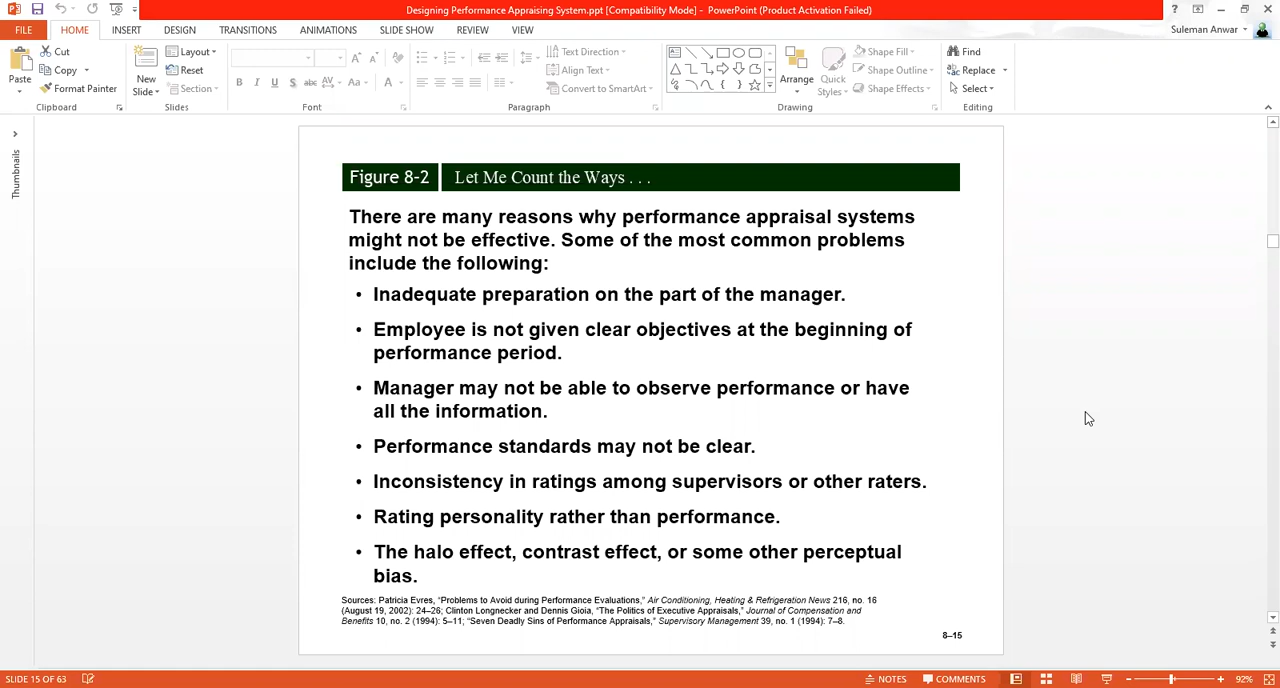 Designing Performance Appraising System.ppt [Compatibility Mode] - PowerPoint (Product Activation Failed)
FILE HOME INSERT DESIGN TRANSITIONS ANIMATIONS SLIDE SHOW REVIEW VIEW Suleman Anwar
Paste Cut Copy Format Painter
Clipboard
New Slide Layout Reset Section
Slides
Font
Text Direction Align Text Convert to SmartArt
Paragraph
Arrange Quick Styles Shape Fill Shape Outline Shape Effects
Drawing
Find Replace Select
Editing
Thumbnails
Figure 8-2 Let Me Count the Ways . . .
There are many reasons why performance appraisal systems
might not be effective. Some of the most common problems
include the following:
• Inadequate preparation on the part of the manager.
• Employee is not given clear objectives at the beginning of
performance period.
• Manager may not be able to observe performance or have
all the information.
• Performance standards may not be clear.
• Inconsistency in ratings among supervisors or other raters.
• Rating personality rather than performance.
• The halo effect, contrast effect, or some other perceptual
bias.
Sources: Patricia Evres, “Problems to Avoid during Performance Evaluations,” Air Conditioning, Heating & Refrigeration News 216, no. 16
(August 19, 2002): 24–26; Clinton Longnecker and Dennis Gioia, “The Politics of Executive Appraisals,” Journal of Compensation and
Benefits 10, no. 2 (1994): 5–11; “Seven Deadly Sins of Performance Appraisals,” Supervisory Management 39, no. 1 (1994): 7–8.
8–15
SLIDE 15 OF 63 NOTES COMMENTS 92%